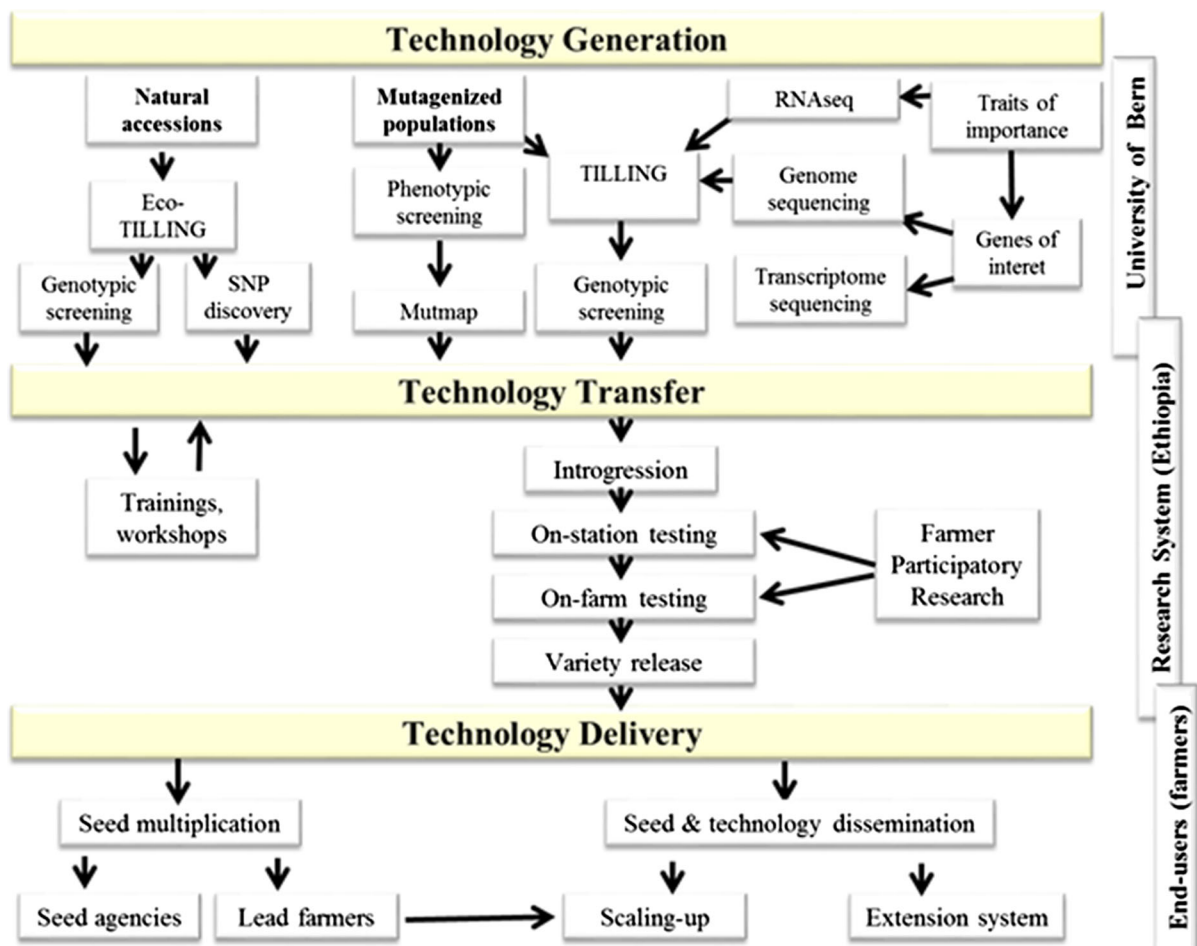 Technology Generation
Natural
accessions
Mutagenized
populations
RNAseq
Traits of
importance
Eco-
TILLING
Phenotypic
screening
TILLING
Genome
sequencing
Genes of
interet
Genotypic
screening
SNP
discovery
Mutmap
Genotypic
screening
Transcriptome
sequencing
University of Bern
Technology Transfer
Trainings,
workshops
Introgression
On-station testing
On-farm testing
Variety release
Farmer
Participatory
Research
Research System (Ethiopia)
Technology Delivery
Seed multiplication
Seed & technology dissemination
Seed agencies
Lead farmers
Scaling-up
Extension system
End-users (farmers)